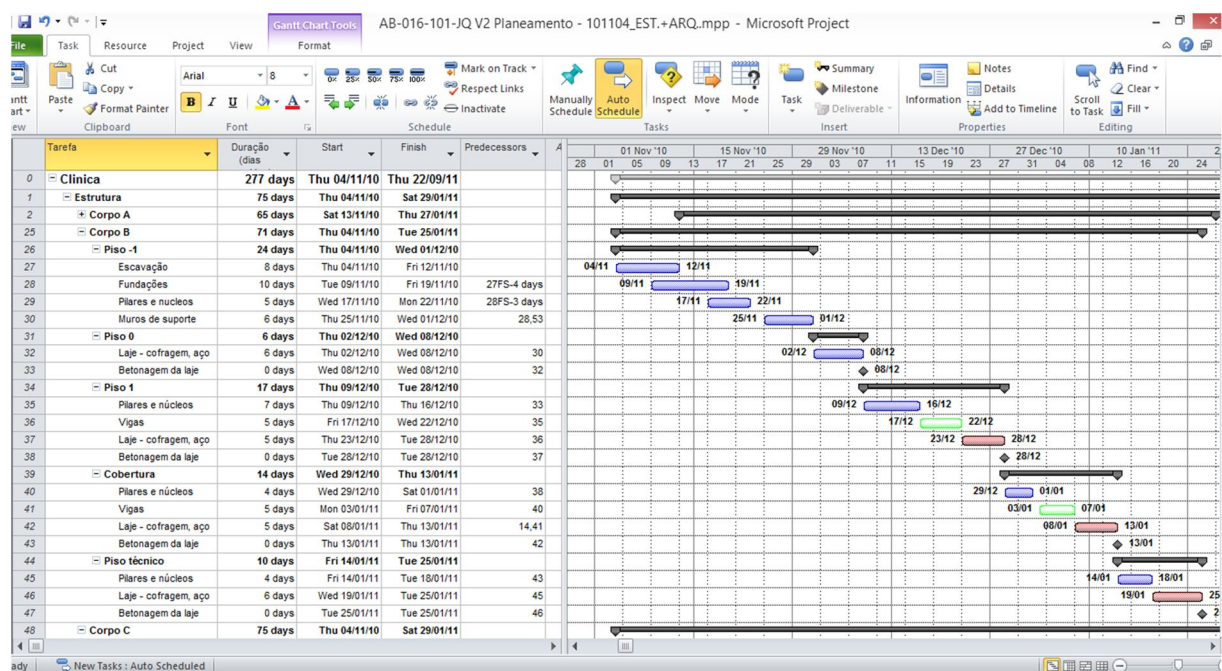 Gantt Chart Tools
AB-016-101-JQ V2 Planeamento - 101104_EST.+ARQ..mpp - Microsoft Project
File Task Resource Project View Format
Cut
Copy
Format Painter
Paste
Clipboard
Arial 8
B I U A
Font
0% 25% 50% 75% 100%
Mark on Track
Respect Links
Inactivate
Schedule
Manually Schedule
Auto Schedule
Inspect Move Mode
Tasks
Task
Summary
Milestone
Deliverable
Insert
Information
Notes
Details
Add to Timeline
Properties
Scroll to Task
Find
Clear
Fill
Editing
Tarefa Duração (dias Start Finish Predecessors
01 Nov '10 15 Nov '10 29 Nov '10 13 Dec '10 27 Dec '10 10 Jan '11 2
28 01 05 09 13 17 21 25 29 03 07 11 15 19 23 27 31 04 08 12 16 20 24
0 Clinica 277 days Thu 04/11/10 Thu 22/09/11
1 Estrutura 75 days Thu 04/11/10 Sat 29/01/11
2 Corpo A 65 days Sat 13/11/10 Thu 27/01/11
25 Corpo B 71 days Thu 04/11/10 Tue 25/01/11
26 Piso -1 24 days Thu 04/11/10 Wed 01/12/10
27 Escavação 8 days Thu 04/11/10 Fri 12/11/10 04/11 12/11
28 Fundações 10 days Tue 09/11/10 Fri 19/11/10 27FS-4 days 09/11 19/11
29 Pilares e nucleos 5 days Wed 17/11/10 Mon 22/11/10 28FS-3 days 17/11 22/11
30 Muros de suporte 6 days Thu 25/11/10 Wed 01/12/10 28,53 25/11 01/12
31 Piso 0 6 days Thu 02/12/10 Wed 08/12/10
32 Laje - cofragem, aço 6 days Thu 02/12/10 Wed 08/12/10 30 02/12 08/12
33 Betonagem da laje 0 days Wed 08/12/10 Wed 08/12/10 32 08/12
34 Piso 1 17 days Thu 09/12/10 Tue 28/12/10
35 Pilares e núcleos 7 days Thu 09/12/10 Thu 16/12/10 33 09/12 16/12
36 Vigas 5 days Fri 17/12/10 Wed 22/12/10 35 17/12 22/12
37 Laje - cofragem, aço 5 days Thu 23/12/10 Tue 28/12/10 36 23/12 28/12
38 Betonagem da laje 0 days Tue 28/12/10 Tue 28/12/10 37 28/12
39 Cobertura 14 days Wed 29/12/10 Thu 13/01/11
40 Pilares e núcleos 4 days Wed 29/12/10 Sat 01/01/11 38 29/12 01/01
41 Vigas 5 days Mon 03/01/11 Fri 07/01/11 40 03/01 07/01
42 Laje - cofragem, aço 5 days Sat 08/01/11 Thu 13/01/11 14,41 08/01 13/01
43 Betonagem da laje 0 days Thu 13/01/11 Thu 13/01/11 42 13/01
44 Piso técnico 10 days Fri 14/01/11 Tue 25/01/11
45 Pilares e núcleos 4 days Fri 14/01/11 Tue 18/01/11 43 14/01 18/01
46 Laje - cofragem, aço 6 days Wed 19/01/11 Tue 25/01/11 45 19/01 25
47 Betonagem da laje 0 days Tue 25/01/11 Tue 25/01/11 46 2
48 Corpo C 75 days Thu 04/11/10 Sat 29/01/11
New Tasks : Auto Scheduled